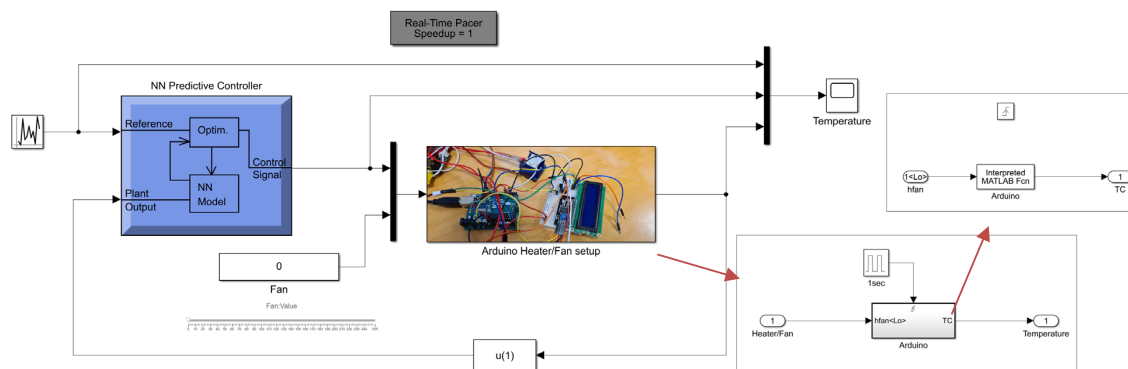 Real-Time Pacer
Speedup = 1
NN Predictive Controller
Reference
Optim.
Control
Signal
Plant
Output
NN
Model
Temperature
Arduino Heater/Fan setup
0
Fan
Fan:Value
u(1)
1<Lo>
hfan
Interpreted
MATLAB Fcn
Arduino
1
TC
1sec
1
Heater/Fan
hfan<Lo>
TC
Arduino
1
Temperature